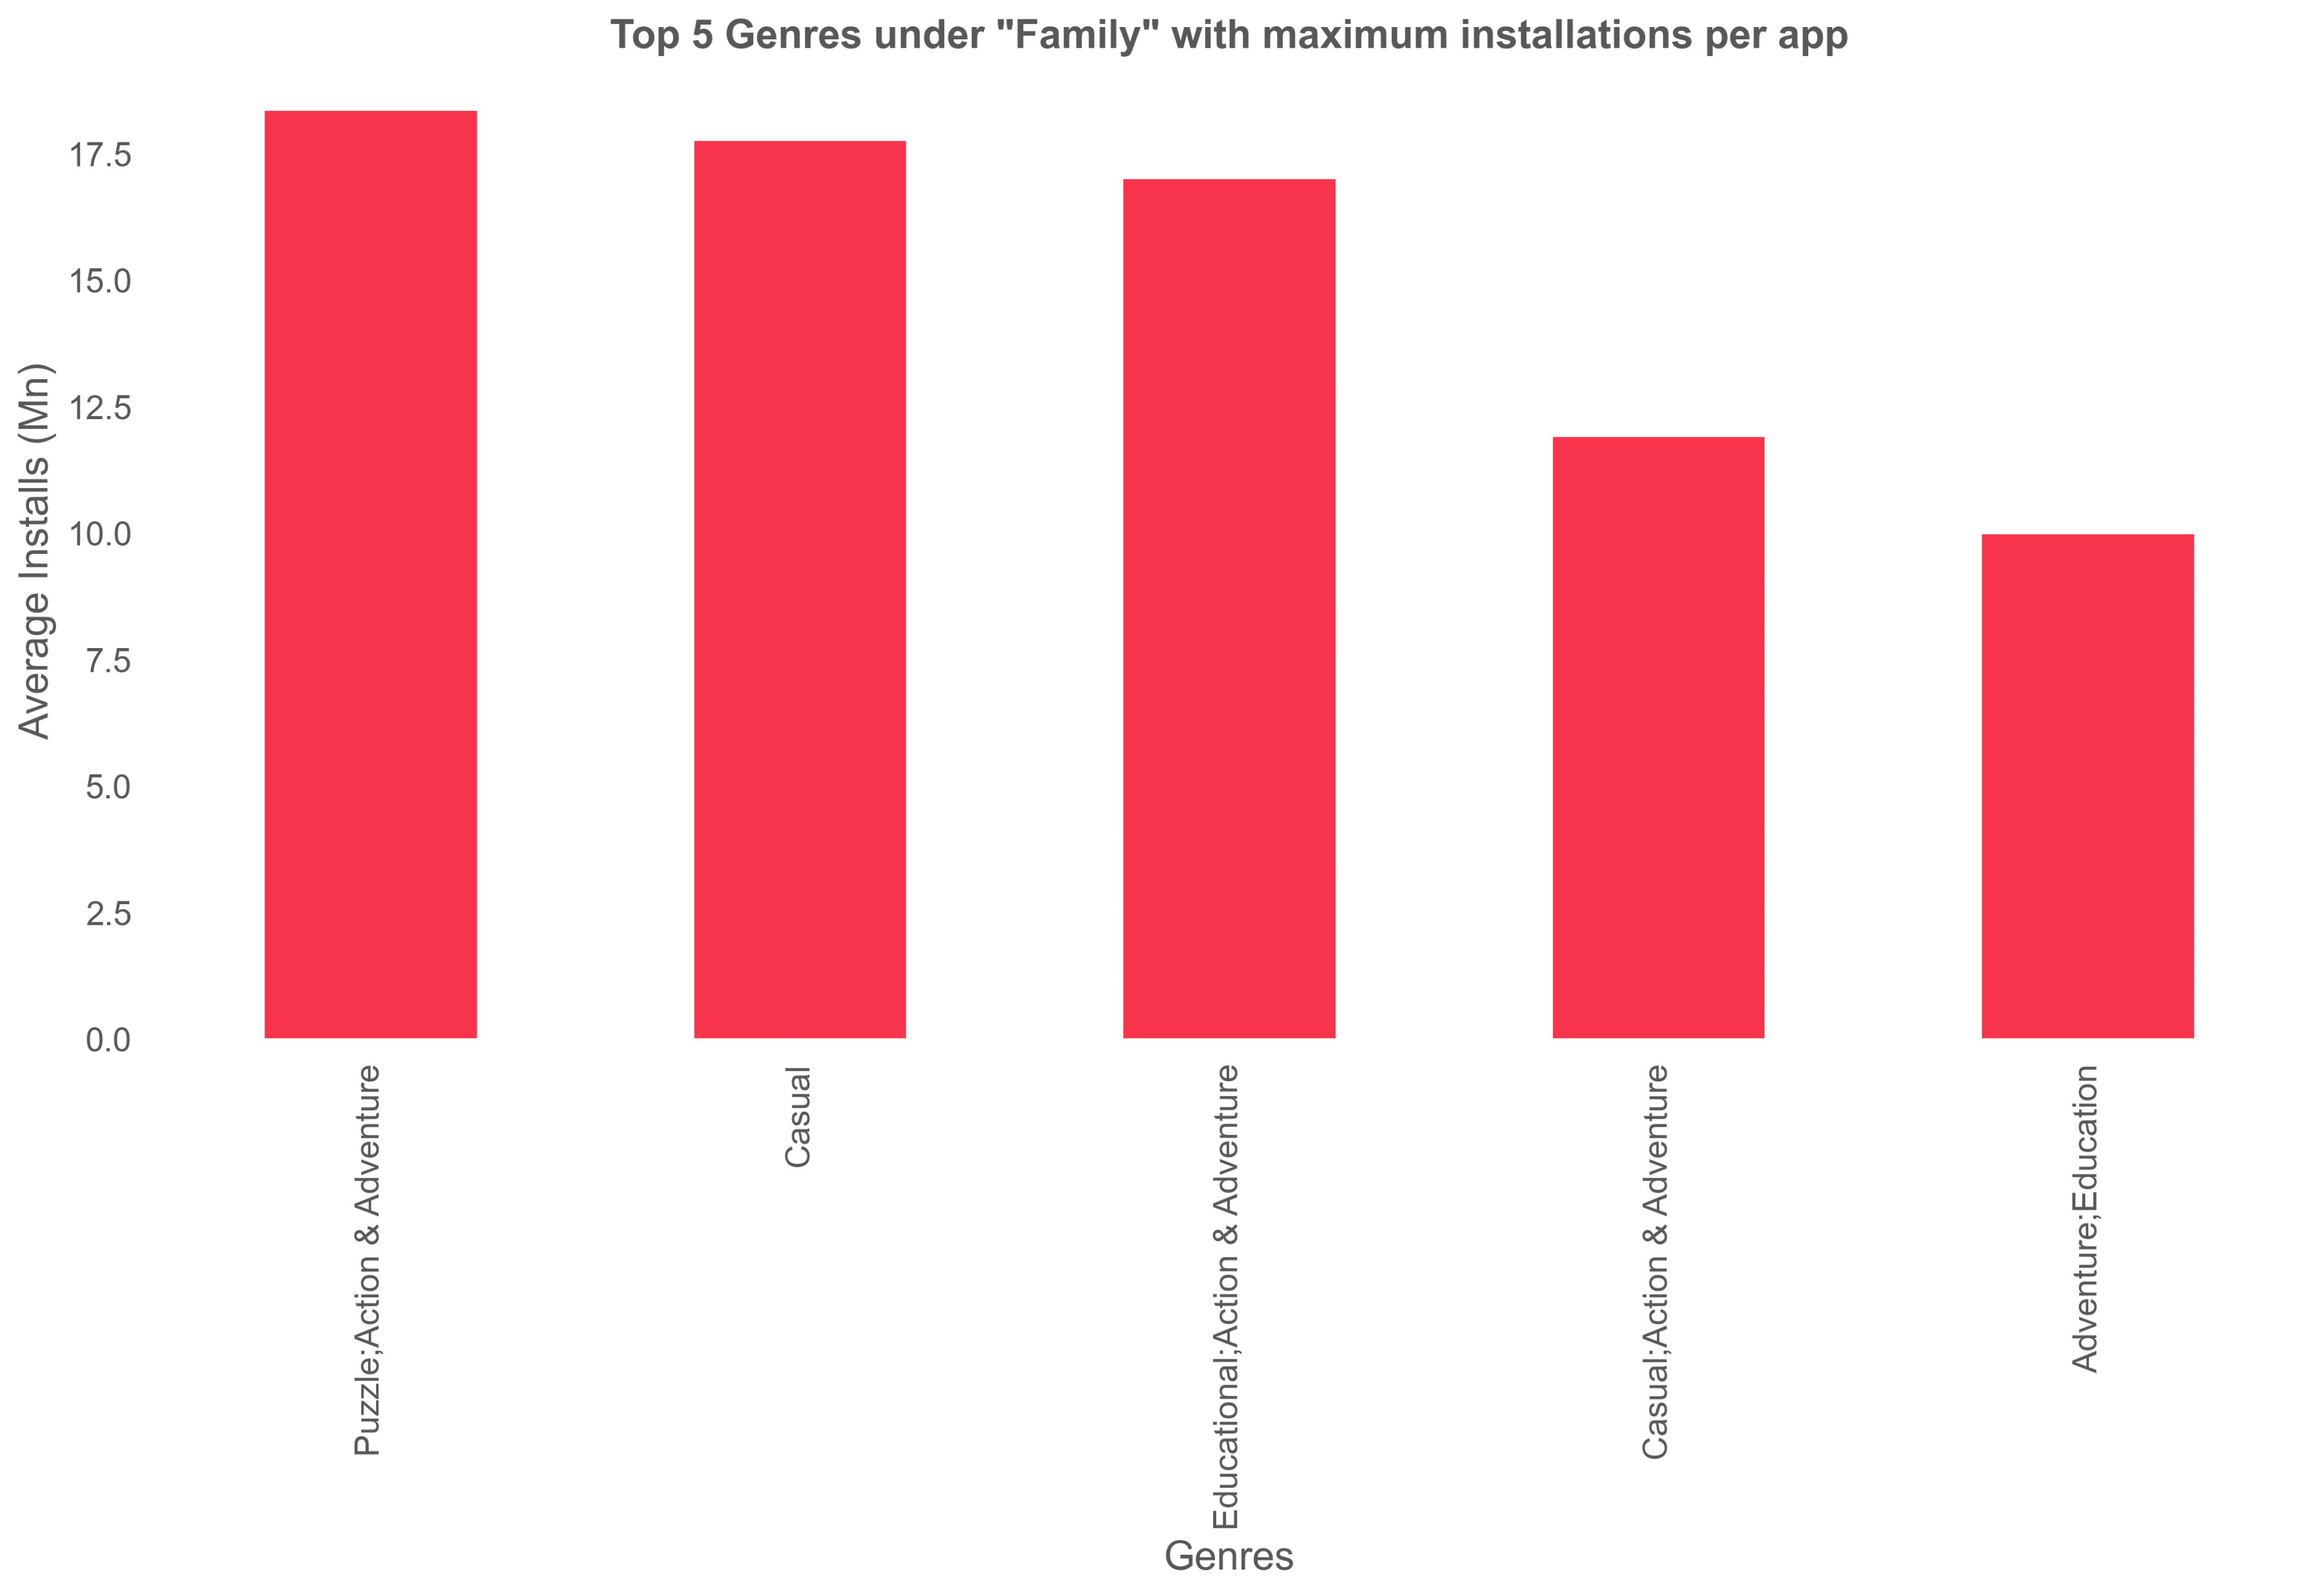 Top 5 Genres under "Family" with maximum installations per app
Average Installs (Mn)
17.5
15.0
12.5
10.0
7.5
5.0
2.5
0.0
Puzzle;Action & Adventure
Casual
Educational;Action & Adventure
Casual;Action & Adventure
Adventure;Education
Genres